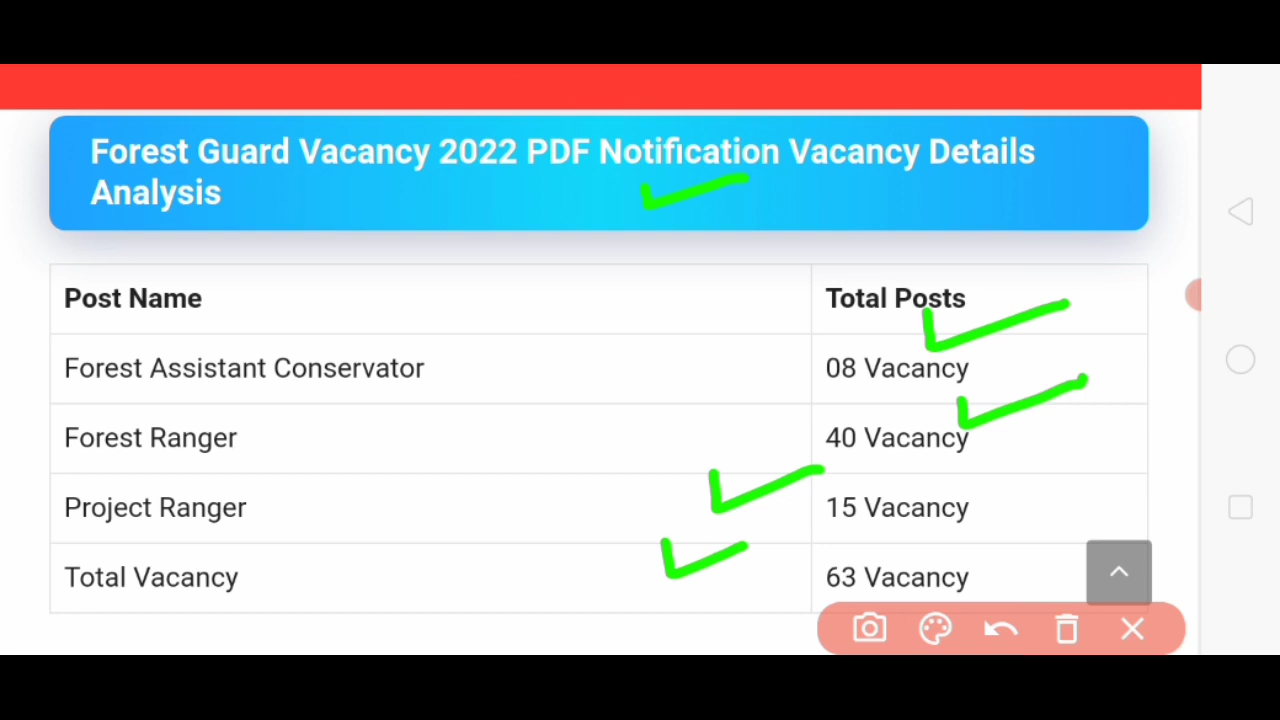 Forest Guard Vacancy 2022 PDF Notification Vacancy Details
Analysis
Post Name Total Posts
Forest Assistant Conservator 08 Vacancy
Forest Ranger 40 Vacancy
Project Ranger 15 Vacancy
Total Vacancy 63 Vacancy